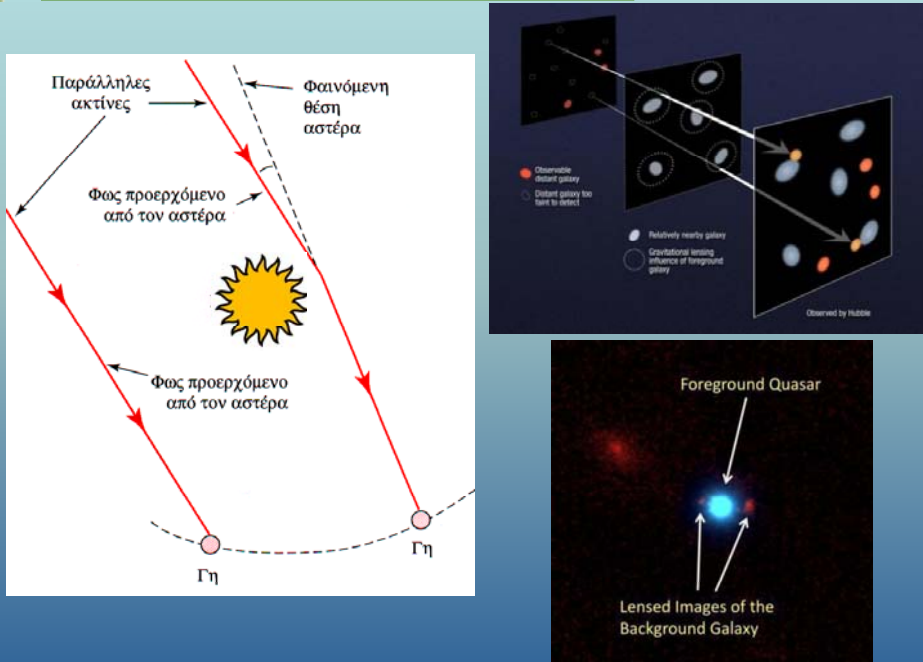 Παράλληλες
ακτίνες
Φαινόμενη
θέση
αστέρα
Φως προερχόμενο
από τον αστέρα
Φως προερχόμενο
από τον αστέρα
Γη
Γη
Observable
distant galaxy
Distant galaxy too
faint to detect
Relatively nearby galaxy
Gravitational lensing
influence of foreground
galaxy
Observed by Hubble
Foreground Quasar
Lensed Images of the
Background Galaxy